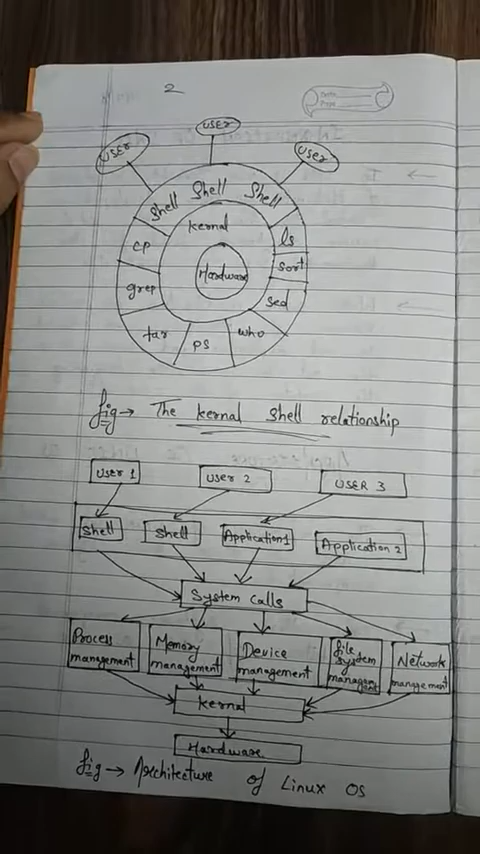 2
Date
Page
USER
USER
USER
Shell Shell Shell
kernal
cp
ls
Hardware
sort
grep
sed
tar
who
ps
fig → The kernal shell relationship
USER 1
User 2
USER 3
Shell
Shell
Application1
Application 2
System calls
Process management
Memory management
Device management
file system management
Network management
kernal
Hardware
fig → Architecture of Linux OS